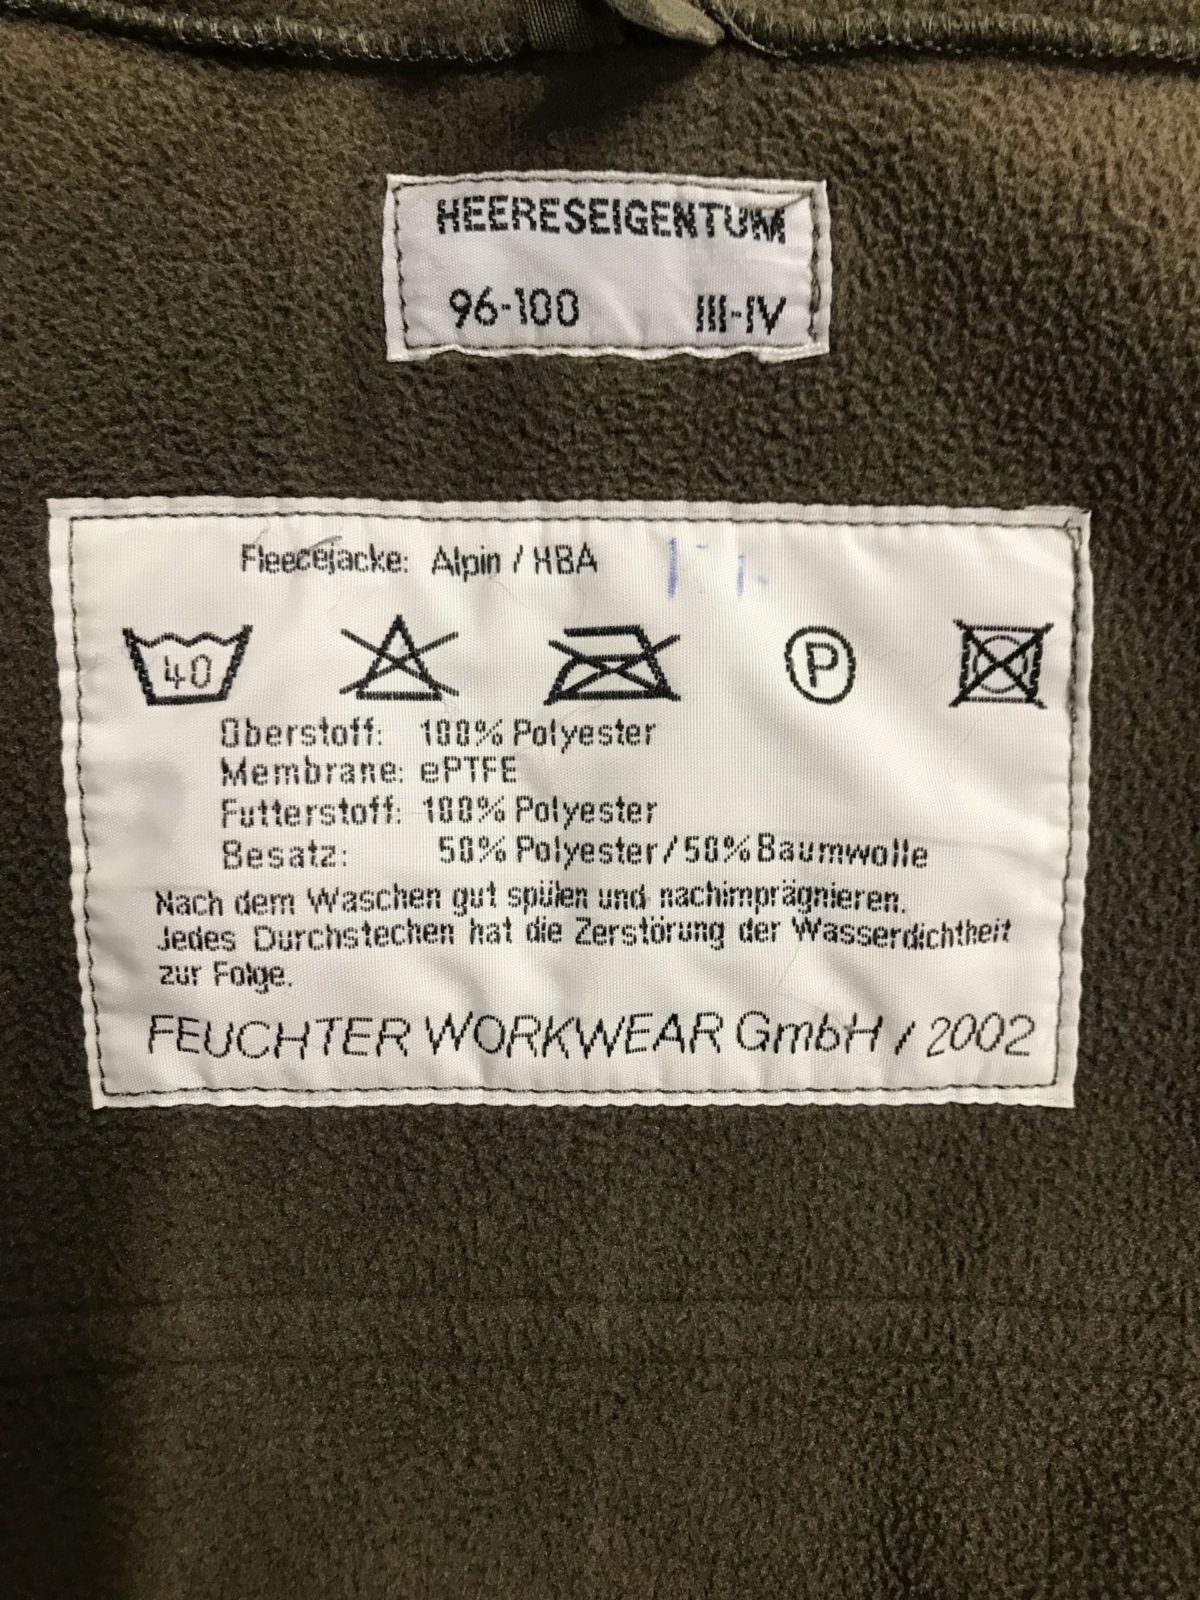 HEERESEIGENTUM
96-100 III-IV
Fleecejacke: Alpin / HBA
40 P
Oberstoff: 100% Polyester
Membrane: ePTFE
Futterstoff: 100% Polyester
Besatz: 50% Polyester/50% Baumwolle
Nach dem Waschen gut spülen und nachimprägnieren.
Jedes Durchstechen hat die Zerstörung der Wasserdichtheit
zur Folge.
FEUCHTER WORKWEAR GmbH / 2002